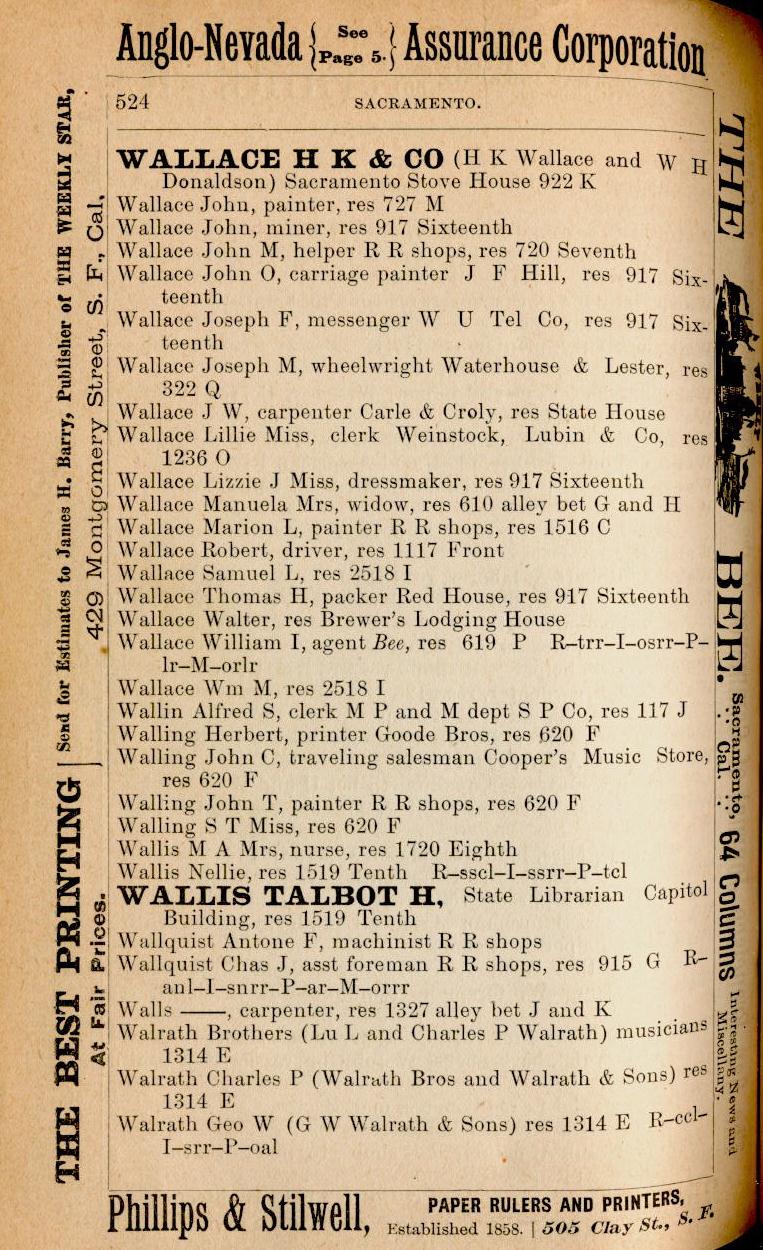 Anglo-Nevada { See Page 5. } Assurance Corporation
524 SACRAMENTO.
WALLACE H K & CO (H K Wallace and W H
Donaldson) Sacramento Stove House 922 K
Wallace John, painter, res 727 M
Wallace John, miner, res 917 Sixteenth
Wallace John M, helper R R shops, res 720 Seventh
Wallace John O, carriage painter J F Hill, res 917 Six-
teenth
Wallace Joseph F, messenger W U Tel Co, res 917 Six-
teenth
Wallace Joseph M, wheelwright Waterhouse & Lester, res
322 Q
Wallace J W, carpenter Carle & Croly, res State House
Wallace Lillie Miss, clerk Weinstock, Lubin & Co, res
1236 O
Wallace Lizzie J Miss, dressmaker, res 917 Sixteenth
Wallace Manuela Mrs, widow, res 610 alley bet G and H
Wallace Marion L, painter R R shops, res 1516 C
Wallace Robert, driver, res 1117 Front
Wallace Samuel L, res 2518 I
Wallace Thomas H, packer Red House, res 917 Sixteenth
Wallace Walter, res Brewer's Lodging House
Wallace William I, agent Bee, res 619 P R-trr-I-osrr-P-
lr-M-orlr
Wallace Wm M, res 2518 I
Wallin Alfred S, clerk M P and M dept S P Co, res 117 J
Walling Herbert, printer Goode Bros, res 620 F
Walling John C, traveling salesman Cooper's Music Store,
res 620 F
Walling John T, painter R R shops, res 620 F
Walling S T Miss, res 620 F
Wallis M A Mrs, nurse, res 1720 Eighth
Wallis Nellie, res 1519 Tenth R-sscl-I-ssrr-P-tcl
WALLIS TALBOT H, State Librarian Capitol
Building, res 1519 Tenth
Wallquist Antone F, machinist R R shops
Wallquist Chas J, asst foreman R R shops, res 915 G R-
anl-I-snrr-P-ar-M-orrr
Walls ——, carpenter, res 1327 alley bet J and K
Walrath Brothers (Lu L and Charles P Walrath) musicians
1314 E
Walrath Charles P (Walrath Bros and Walrath & Sons) res
1314 E
Walrath Geo W (G W Walrath & Sons) res 1314 E R-ccl-
I-srr-P-oal
THE BEST PRINTING
At Fair Prices.
Send for Estimates to James H. Barry, Publisher of THE WEEKLY STAR,
429 Montgomery Street, S. F., Cal.
THE BEE.
Sacramento,
Cal.
64 Columns
Interesting News and
Miscellany.
Phillips & Stilwell,
PAPER RULERS AND PRINTERS,
Established 1858. | 505 Clay St., S. F.